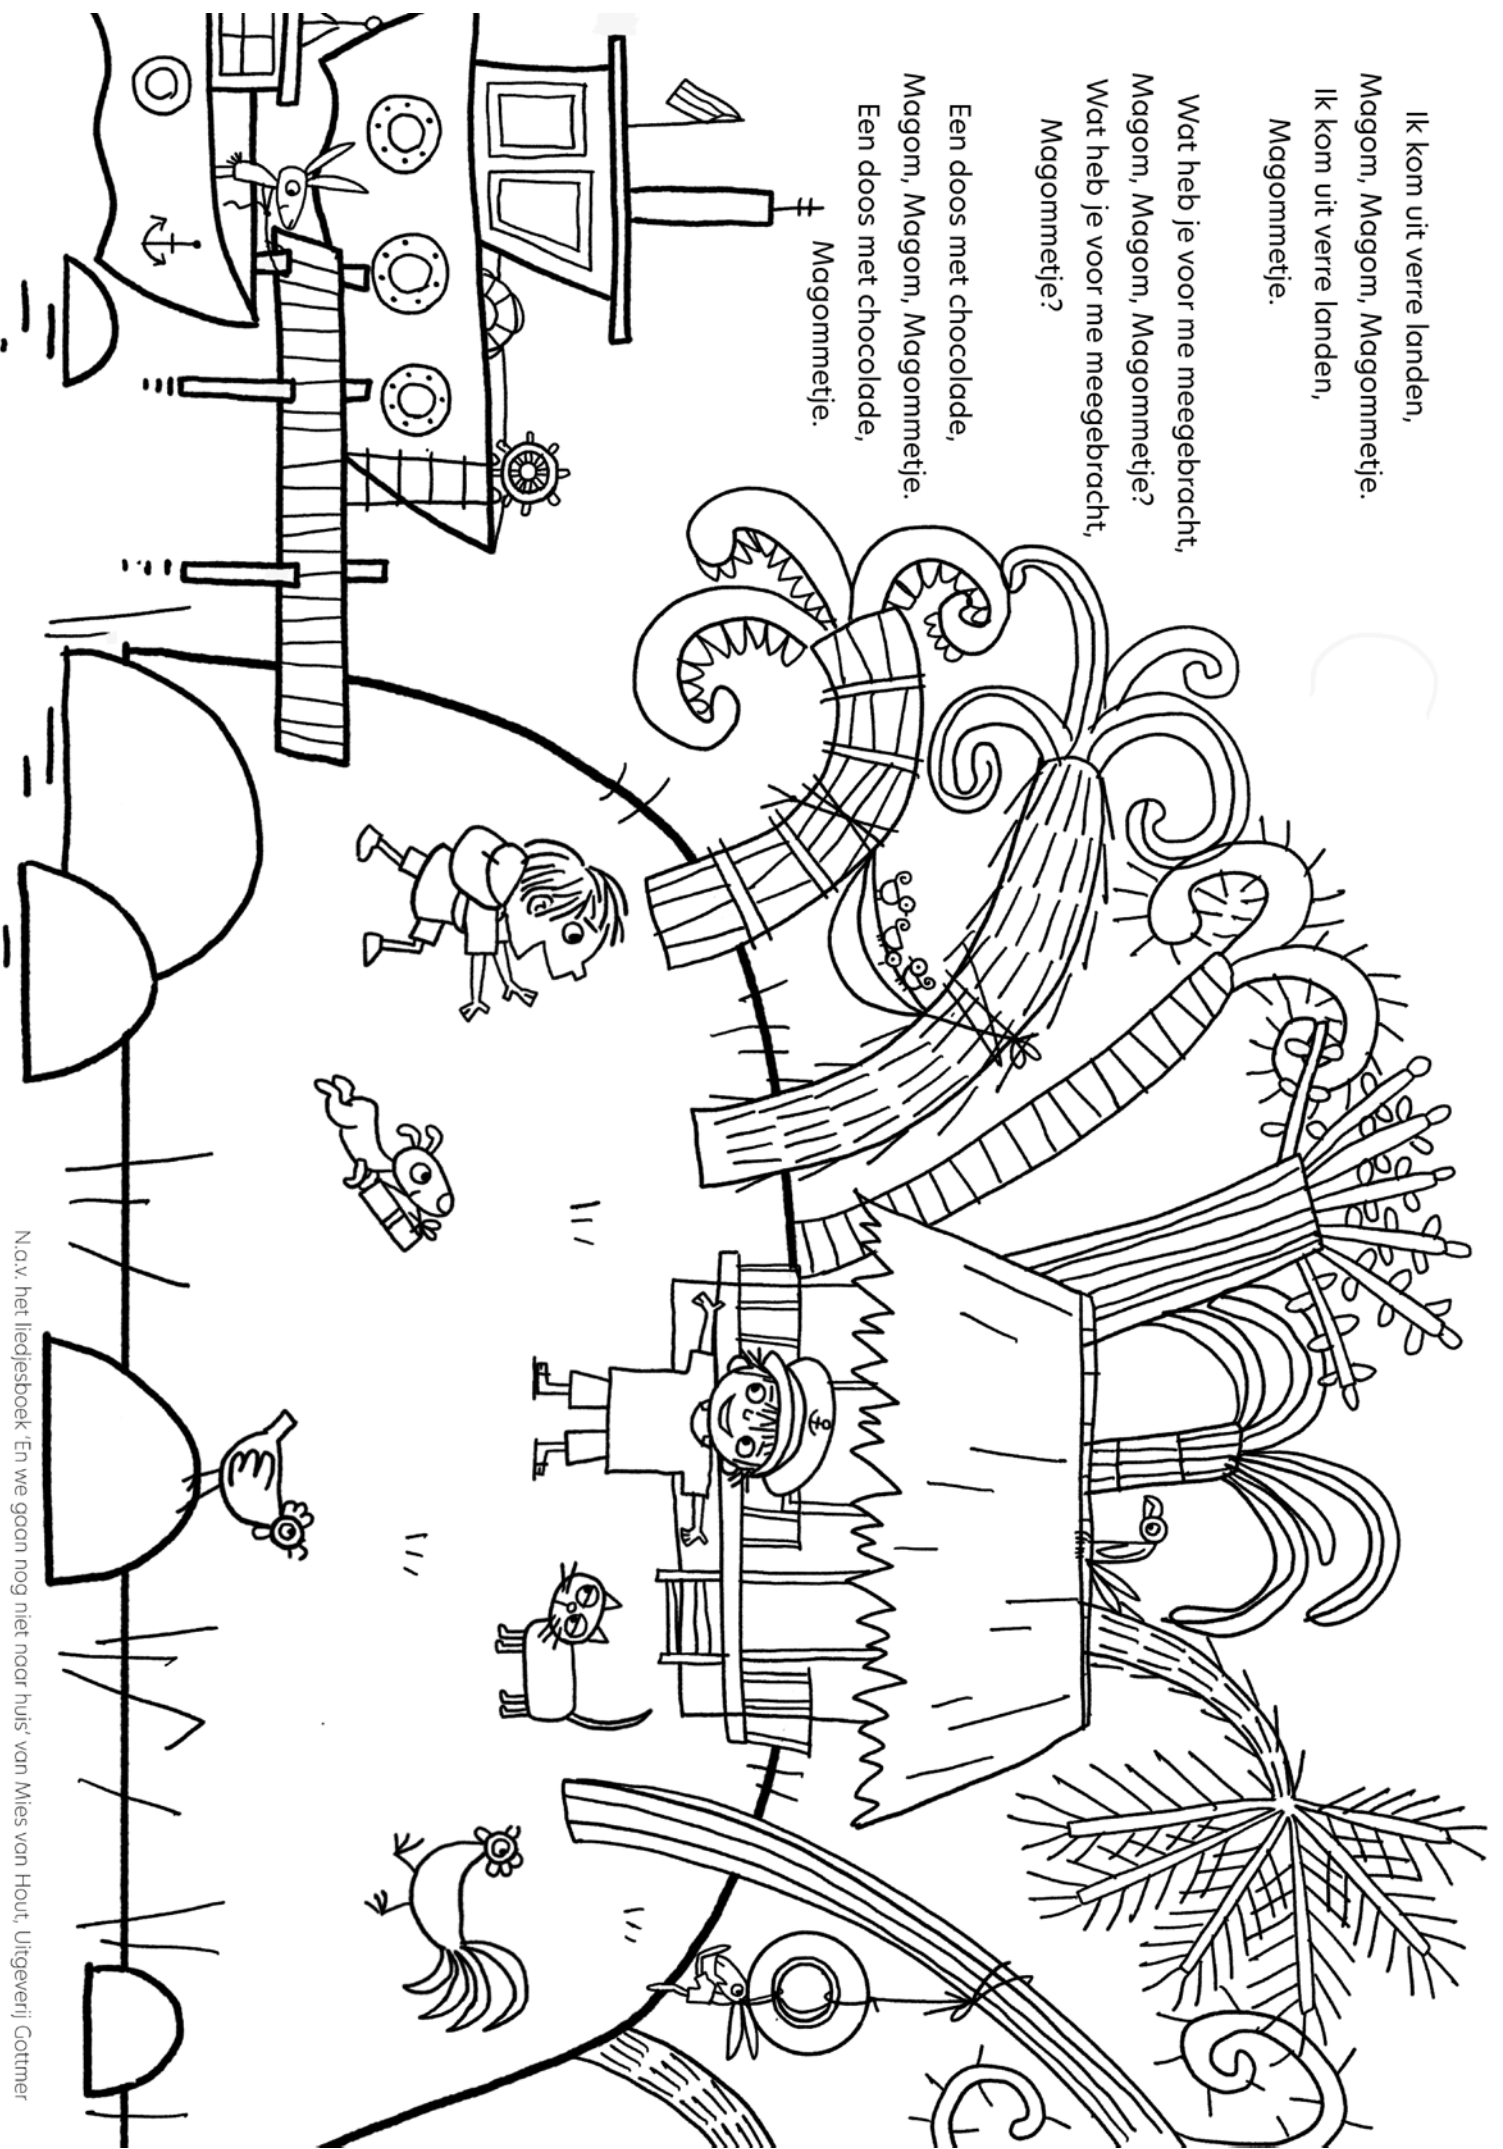 Ik kom uit verre landen,
Magom, Magom, Magommetje.
Ik kom uit verre landen,
Magommetje.
Wat heb je voor me meegebracht,
Magom, Magom, Magommetje?
Wat heb je voor me meegebracht,
Magommetje?
Een doos met chocolade,
Magom, Magom, Magommetje.
Een doos met chocolade,
Magommetje.
N.a.v. het liedjesboek 'En we gaan nog niet naar huis' van Mies van Hout, Uitgeverij Gottmer